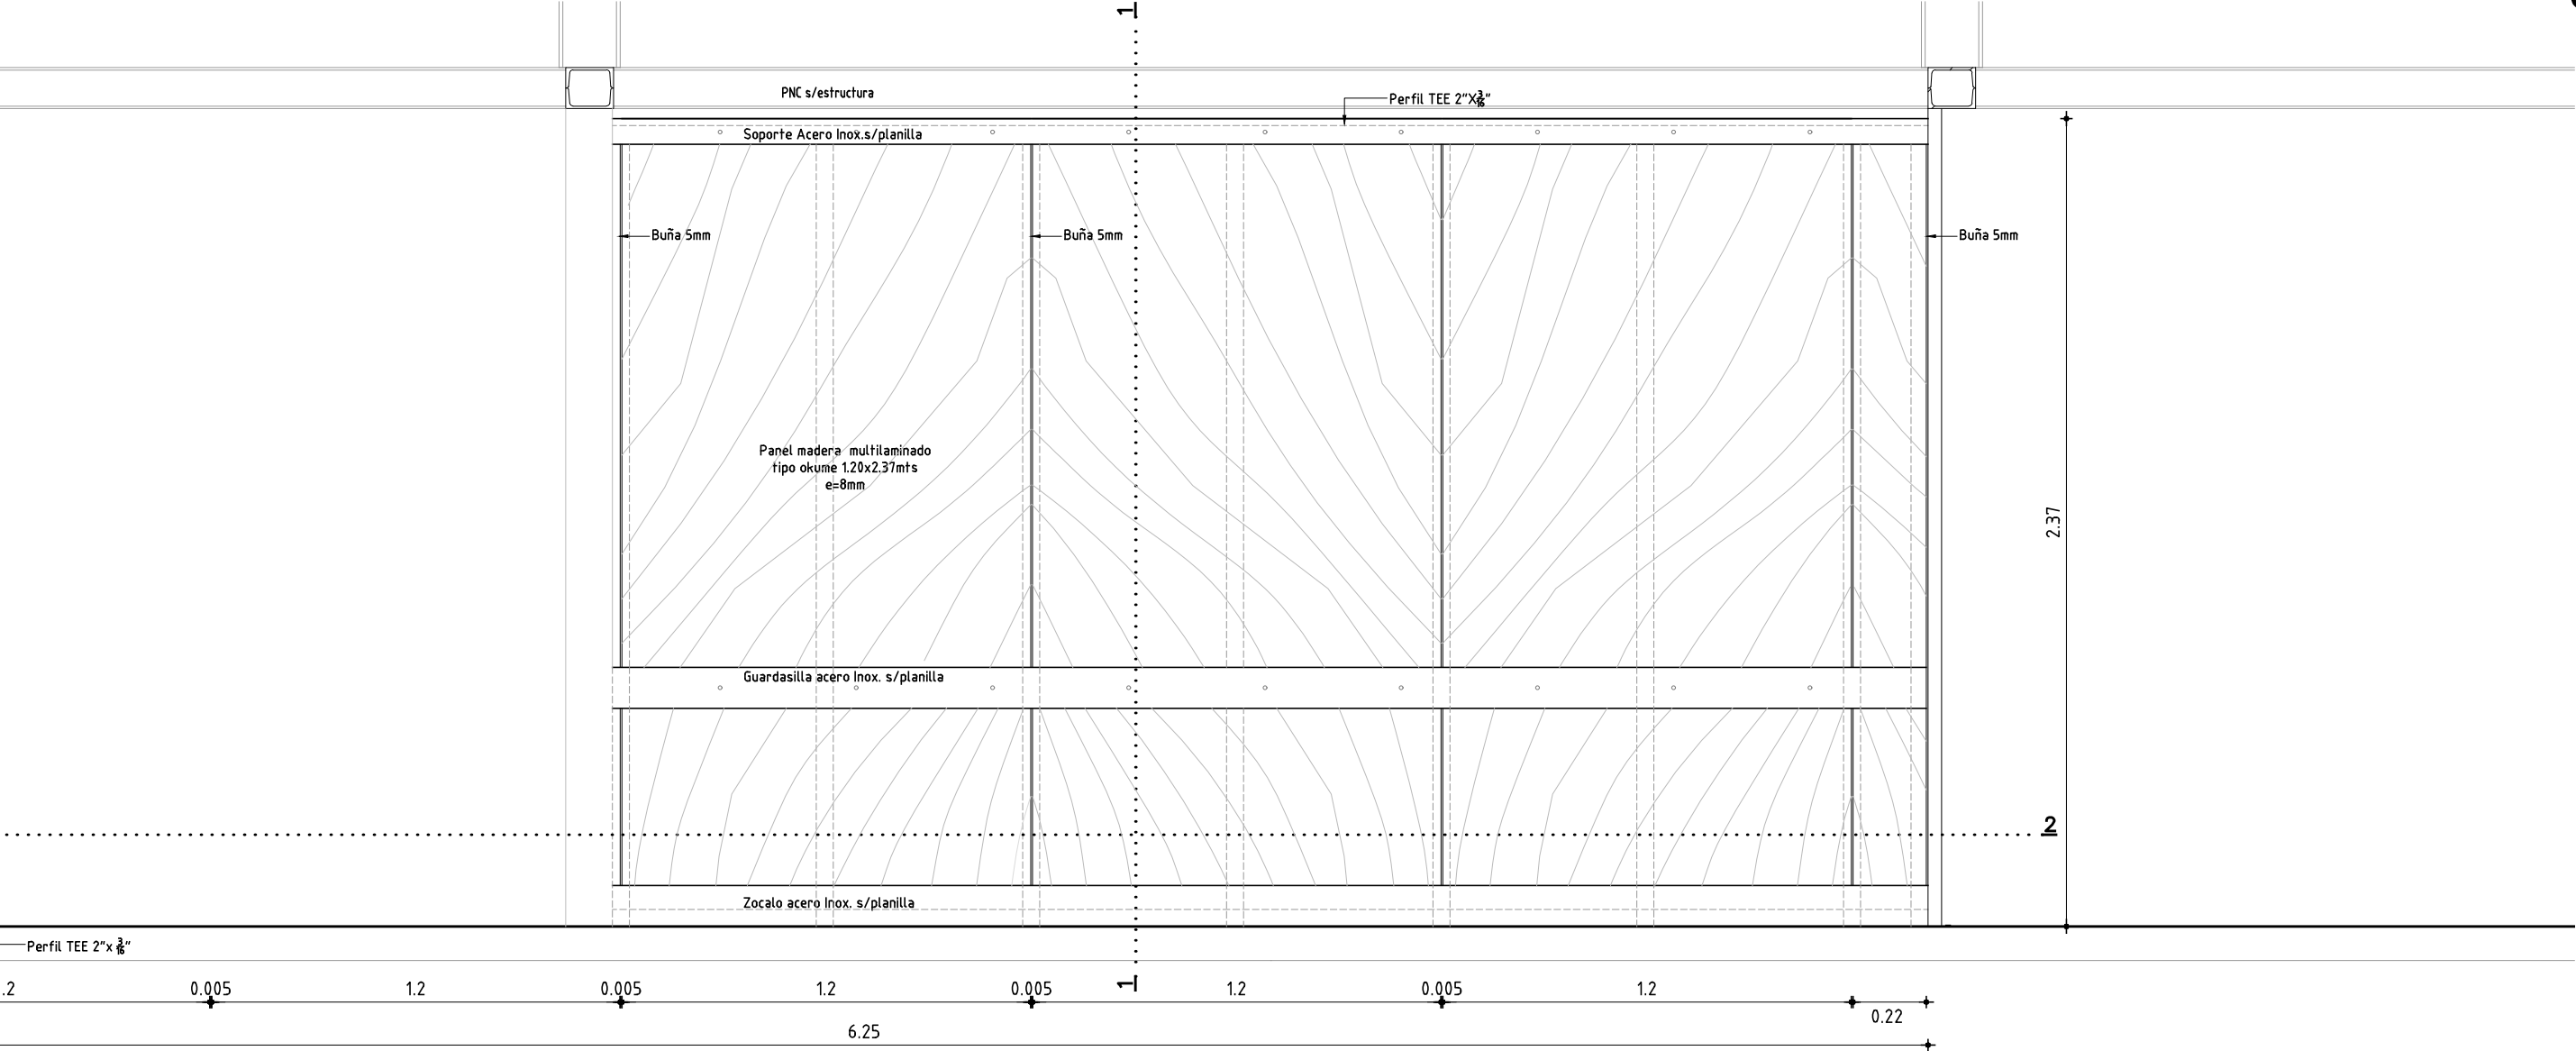 1
PNC s/estructura
Perfil TEE 2"X3/16"
Soporte Acero Inox.s/planilla
Buña 5mm
Buña 5mm
Buña 5mm
Panel madera multilaminado
tipo okume 1.20x2.37mts
e=8mm
2.37
Guardasilla acero Inox. s/planilla
2
Zocalo acero Inox. s/planilla
Perfil TEE 2"x 3/16"
.2
0.005
1.2
0.005
1.2
0.005
1
1.2
0.005
1.2
0.22
6.25